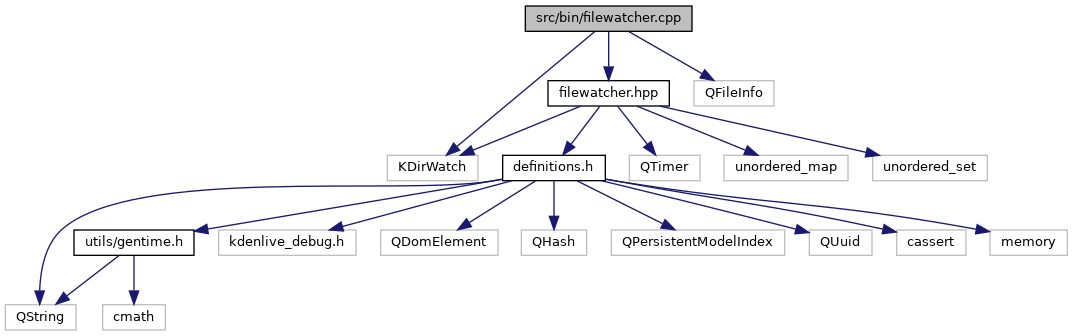 src/bin/filewatcher.cpp
filewatcher.hpp
QFileInfo
KDirWatch
definitions.h
QTimer
unordered_map
unordered_set
utils/gentime.h
kdenlive_debug.h
QDomElement
QHash
QPersistentModelIndex
QUuid
cassert
memory
QString
cmath